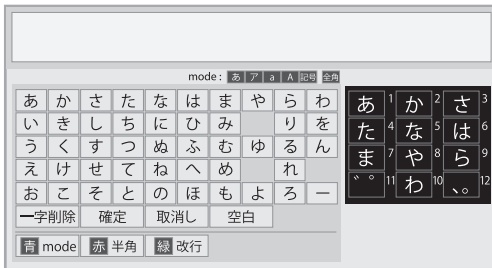 mode : あ ア a A 記号 全角
あ か さ た な は ま や ら わ
い き し ち に ひ み り を
う く す つ ぬ ふ む ゆ る ん
え け せ て ね へ め れ
お こ そ と の ほ も よ ろ ー
一字削除 確定 取消し 空白
青 mode 赤 半角 緑 改行
あ 1 か 2 さ 3
た 4 な 5 は 6
ま 7 や 8 ら 9
゛゜ 11 わ 10 、。 12